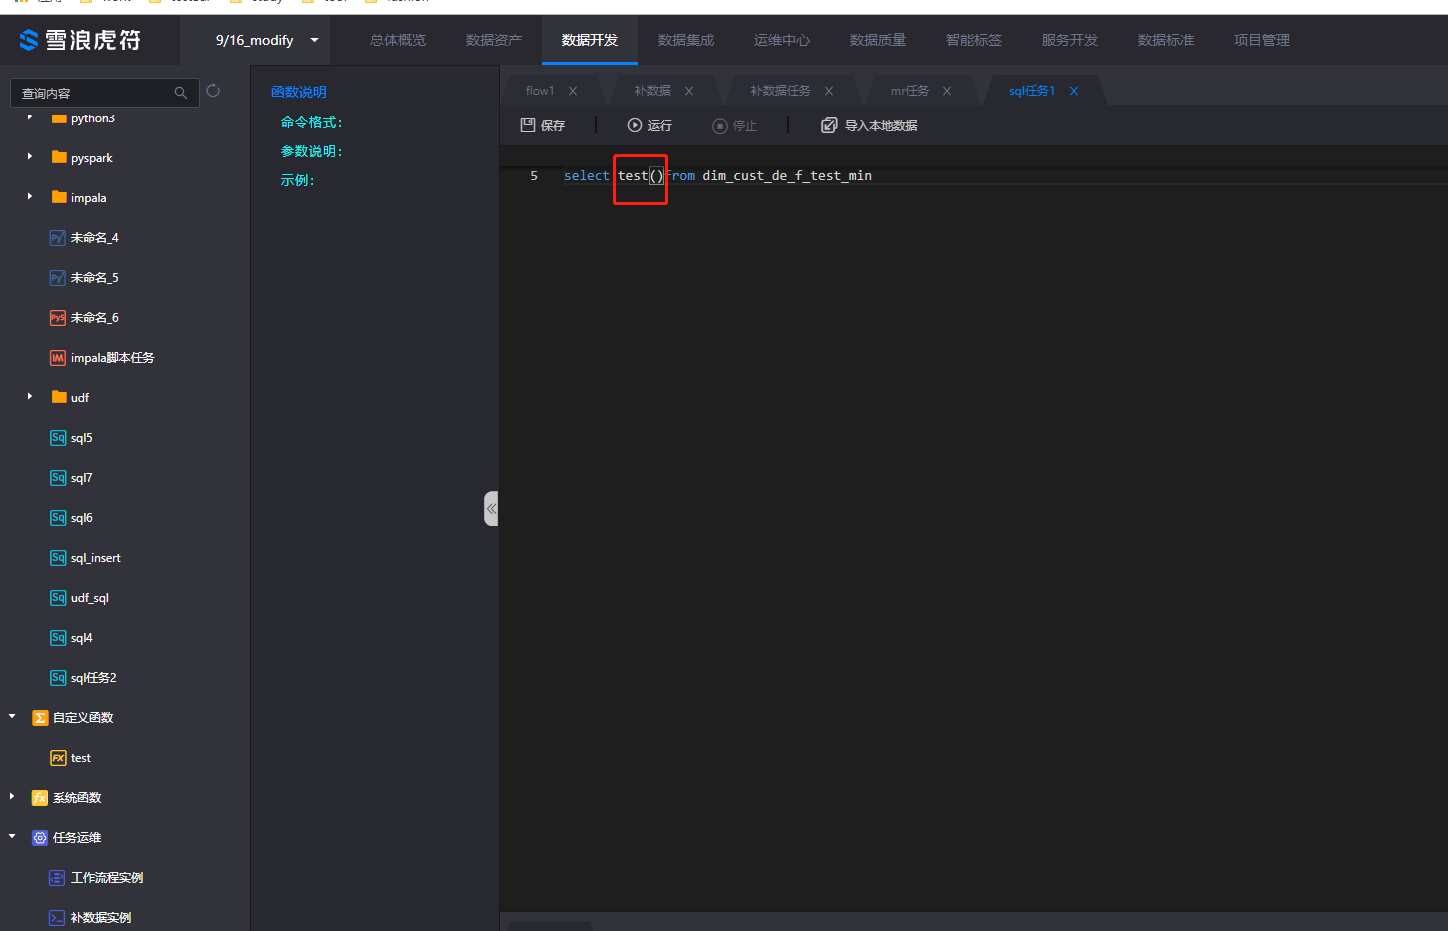 雪浪虎符
9/16_modify
总体概览
数据资产
数据开发
数据集成
运维中心
数据质量
智能标签
服务开发
数据标准
项目管理
查询内容
python3
pyspark
impala
未命名_4
未命名_5
未命名_6
impala脚本任务
udf
sql5
sql7
sql6
sql_insert
udf_sql
sql4
sql任务2
自定义函数
test
系统函数
任务运维
工作流程实例
补数据实例
函数说明
命令格式:
参数说明:
示例:
flow1
补数据
补数据任务
mr任务
sql任务1
保存
运行
停止
导入本地数据
5 select test()from dim_cust_de_f_test_min